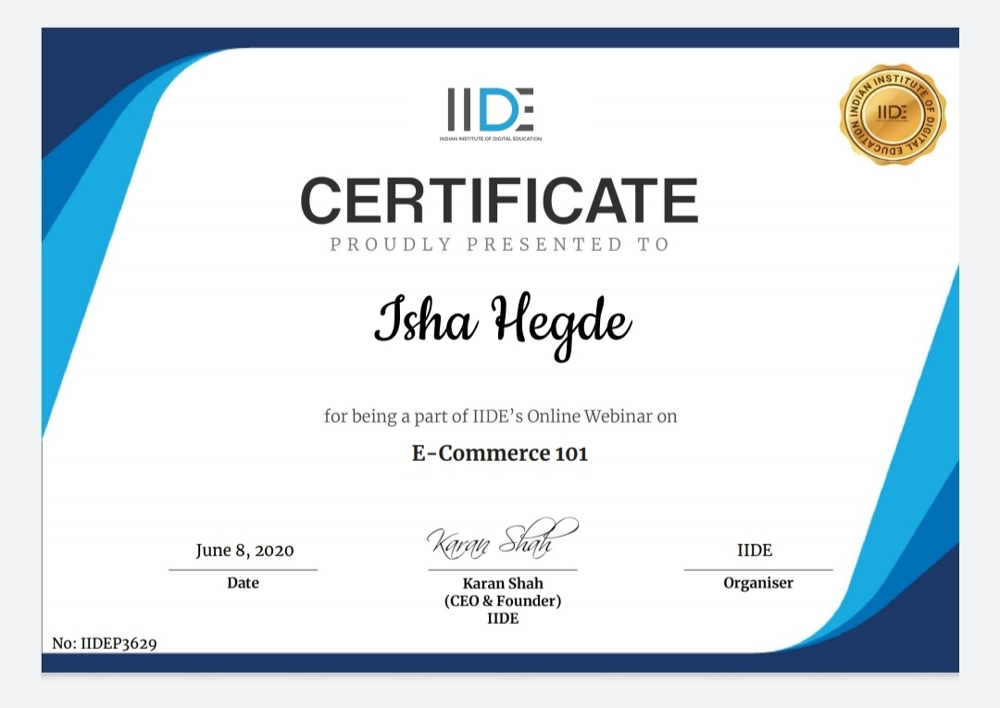 IIDE
INDIAN INSTITUTE OF DIGITAL EDUCATION
INDIAN INSTITUTE OF DIGITAL EDUCATION
IIDE
CERTIFICATE
PROUDLY PRESENTED TO
Isha Hegde
for being a part of IIDE's Online Webinar on
E-Commerce 101
June 8, 2020
Date
Karan Shah
Karan Shah
(CEO & Founder)
IIDE
IIDE
Organiser
No: IIDEP3629